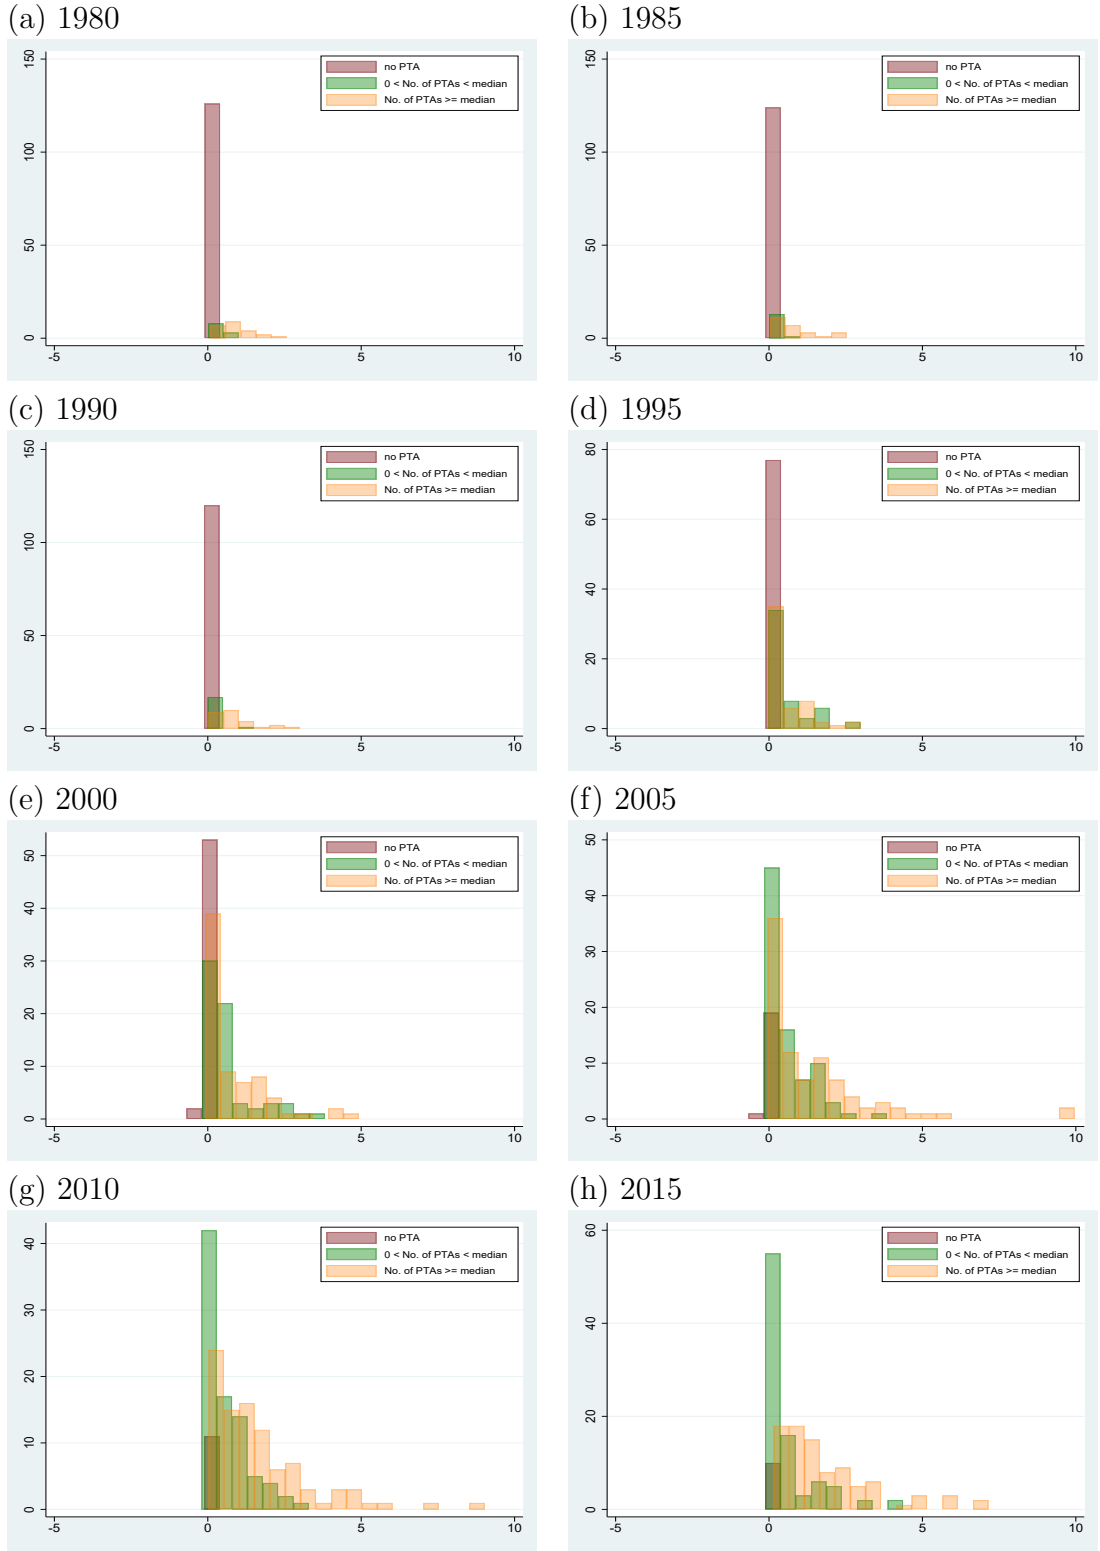 (a) 1980
150
100
50
0
-5 0 5 10
no PTA
0 < No. of PTAs < median
No. of PTAs >= median
(b) 1985
150
100
50
0
-5 0 5 10
no PTA
0 < No. of PTAs < median
No. of PTAs >= median
(c) 1990
150
100
50
0
-5 0 5 10
no PTA
0 < No. of PTAs < median
No. of PTAs >= median
(d) 1995
80
60
40
20
0
-5 0 5 10
no PTA
0 < No. of PTAs < median
No. of PTAs >= median
(e) 2000
50
40
30
20
10
0
-5 0 5 10
no PTA
0 < No. of PTAs < median
No. of PTAs >= median
(f) 2005
50
40
30
20
10
0
-5 0 5 10
no PTA
0 < No. of PTAs < median
No. of PTAs >= median
(g) 2010
40
30
20
10
0
-5 0 5 10
no PTA
0 < No. of PTAs < median
No. of PTAs >= median
(h) 2015
60
40
20
0
-5 0 5 10
no PTA
0 < No. of PTAs < median
No. of PTAs >= median